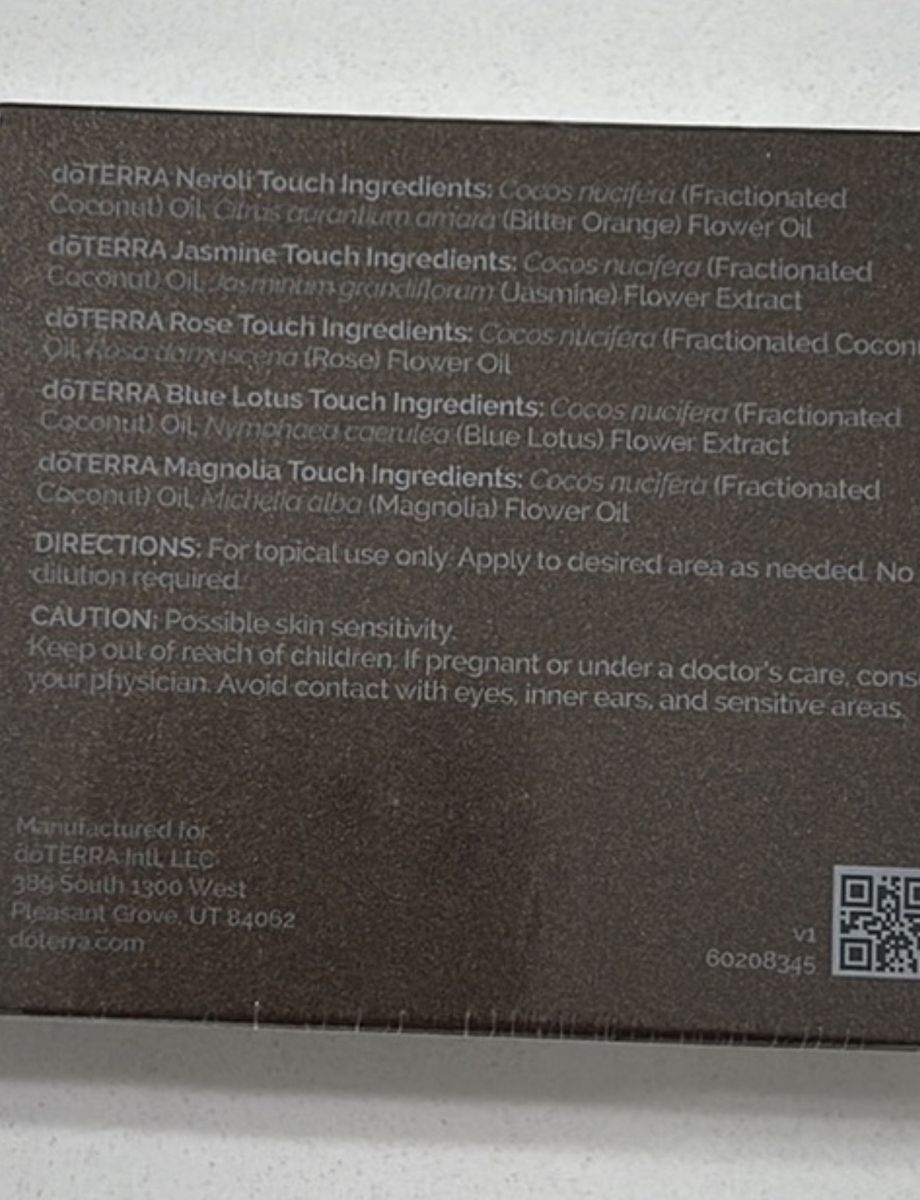 dōTERRA Neroli Touch Ingredients: Cocos nucifera (Fractionated
Coconut) Oil, Citrus aurantium amara (Bitter Orange) Flower Oil
dōTERRA Jasmine Touch Ingredients: Cocos nucifera (Fractionated
Coconut) Oil, Jasminum grandiflorum (Jasmine) Flower Extract
dōTERRA Rose Touch Ingredients: Cocos nucifera (Fractionated Cocon
Oil, Rosa damascena (Rose) Flower Oil
dōTERRA Blue Lotus Touch Ingredients: Cocos nucifera (Fractionated
Coconut) Oil, Nymphaea caerulea (Blue Lotus) Flower Extract
dōTERRA Magnolia Touch Ingredients: Cocos nucifera (Fractionated
Coconut) Oil, Michelia alba (Magnolia) Flower Oil
DIRECTIONS: For topical use only. Apply to desired area as needed. No
dilution required.
CAUTION: Possible skin sensitivity.
Keep out of reach of children. If pregnant or under a doctor's care, cons
your physician. Avoid contact with eyes, inner ears, and sensitive areas.
Manufactured for
dōTERRA Intl, LLC
389 South 1300 West
Pleasant Grove, UT 84062
doterra.com
v1
60208345